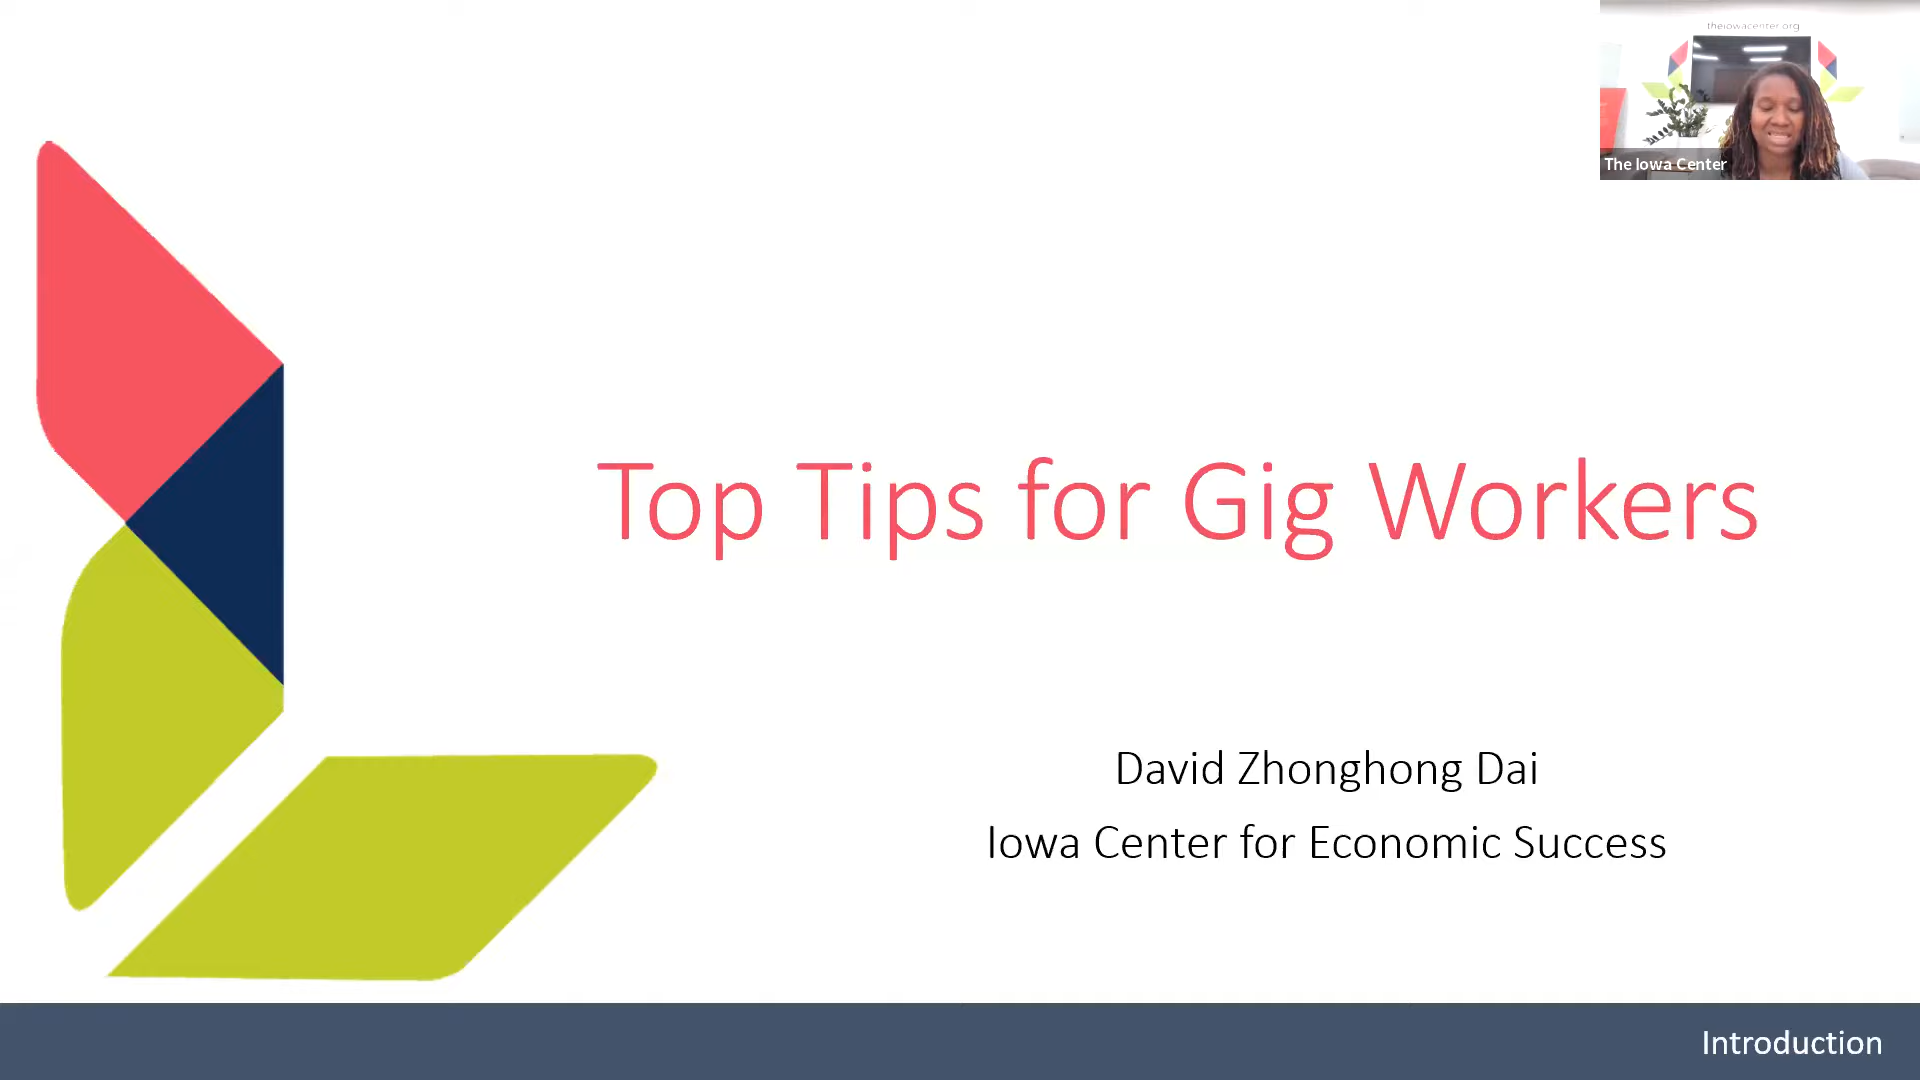 theiowacenter.org
The Iowa Center
Top Tips for Gig Workers
David Zhonghong Dai
Iowa Center for Economic Success
Introduction